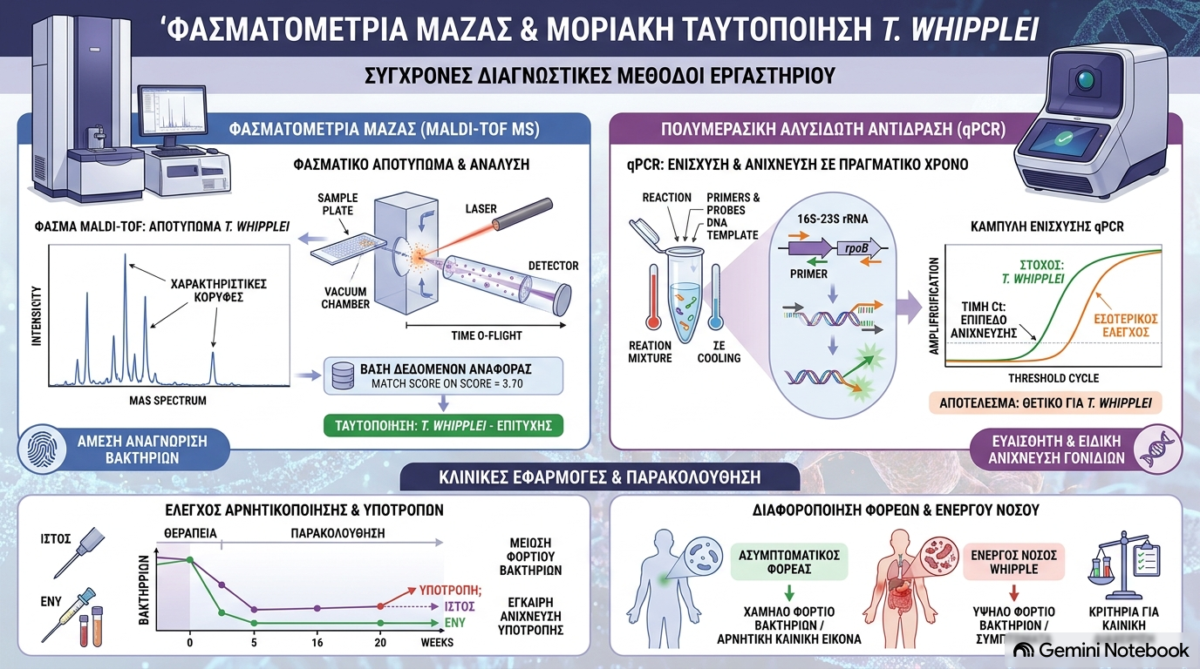 ‘ΦΑΣΜΑΤΟΜΕΤΡΙΑ ΜΑΖΑΣ & ΜΟΡΙΑΚΗ ΤΑΥΤΟΠΟΙΗΣΗ T. WHIPPLEI
ΣΥΓΧΡΟΝΕΣ ΔΙΑΓΝΩΣΤΙΚΕΣ ΜΕΘΟΔΟΙ ΕΡΓΑΣΤΗΡΙΟΥ
ΦΑΣΜΑΤΟΜΕΤΡΙΑ ΜΑΖΑΣ (MALDI-TOF MS)
ΦΑΣΜΑΤΙΚΟ ΑΠΟΤΥΠΩΜΑ & ΑΝΑΛΥΣΗ
SAMPLE
PLATE
LASER
DETECTOR
VACUUM
CHAMBER
TIME O-FLIGHT
ΦΑΣΜΑ MALDI-TOF: ΑΠΟΤΥΠΩΜΑ T. WHIPPLEI
ΧΑΡΑΚΤΗΡΙΣΤΙΚΕΣ
ΚΟΡΥΦΕΣ
INTENSICITY
MAS SPECTRUM
ΒΑΣΗ ΔΕΔΟΜΕΝΟΝ ΑΝΑΦΟΡΑΣ
MATCH SCORE ON SCORE = 3.70
ΤΑΥΤΟΠΟΙΗΣΗ: T. WHIPPLEI - ΕΠΙΤΥΧΗΣ
ΑΜΕΣΗ ΑΝΑΓΝΩΡΙΣΗ
ΒΑΚΤΗΡΙΩΝ
ΠΟΛΥΜΕΡΑΣΙΚΗ ΑΛΥΣΙΔΩΤΗ ΑΝΤΙΔΡΑΣΗ (qPCR)
qPCR: ΕΝΙΣΧΥΣΗ & ΑΝΙΧΝΕΥΣΗ ΣΕ ΠΡΑΓΜΑΤΙΚΟ ΧΡΟΝΟ
REACTION
PRIMERS &
PROBES
DNA
TEMPLATE
REATION
MIXTURE
ΣΕ
COOLING
16S-23S rRNA
rpoB
PRIMER
ΚΑΜΠΥΛΗ ΕΝΙΣΧΥΣΗΣ qPCR
ΣΤΟΧΟΣ:
T. WHIPPLEI
ΤΙΜΗ Ct:
ΕΠΙΠΕΔΟ
ΑΝΙΧΝΕΥΣΗΣ
ΕΣΩΤΕΡΙΚΟΣ
ΕΛΕΓΧΟΣ
THRESHOLD CYCLE
ΑΠΟΤΕΛΕΣΜΑ: ΘΕΤΙΚΟ ΓΙΑ T. WHIPPLEI
ΕΥΑΙΣΘΗΤΗ & ΕΙΔΙΚΗ
ΑΝΙΧΝΕΥΣΗ ΓΟΝΙΔΙΩΝ
ΚΛΙΝΙΚΕΣ ΕΦΑΡΜΟΓΕΣ & ΠΑΡΑΚΟΛΟΥΘΗΣΗ
ΕΛΕΓΧΟΣ ΑΡΝΗΤΙΚΟΠΟΙΗΣΗΣ & ΥΠΟΤΡΟΠΩΝ
ΙΣΤΟΣ
ΕΝΥ
ΘΕΡΑΠΕΙΑ
ΠΑΡΑΚΟΛΟΥΘΗΣΗ
ΒΑΚΤΗΡΡΙΩΝ
ΥΠΟΤΡΟΠΗ;
ΙΣΤΟΣ
ΕΝΥ
0 5 16 20 WEEKS
ΜΕΙΩΣΗ
ΦΟΡΤΙΟΥ
ΒΑΚΤΗΡΙΩΝ
ΕΓΚΑΙΡΗ
ΑΝΙΧΝΕΥΣΗ
ΥΠΟΤΡΟΠΗΣ
ΔΙΑΦΟΡΟΠΟΙΗΣΗ ΦΟΡΕΩΝ & ΕΝΕΡΓΟΥ ΝΟΣΟΥ
ΑΣΥΜΠΤΩΜΑΤΙΚΟΣ
ΦΟΡΕΑΣ
ΧΑΜΗΛΟ ΦΟΡΤΙΟ
ΒΑΚΤΗΡΙΩΝ /
ΑΡΝΗΤΙΚΗ ΚΛΙΝΙΚΗ ΕΙΚΟΝΑ
ΕΝΕΡΓΟΣ ΝΟΣΟΣ
WHIPPLE
ΥΨΗΛΟ ΦΟΡΤΙΟ
ΒΑΚΤΗΡΙΩΝ /
ΚΡΙΤΗΡΙΑ ΓΙΑ
ΚΛΙΝΙΚΗ
Gemini Notebook